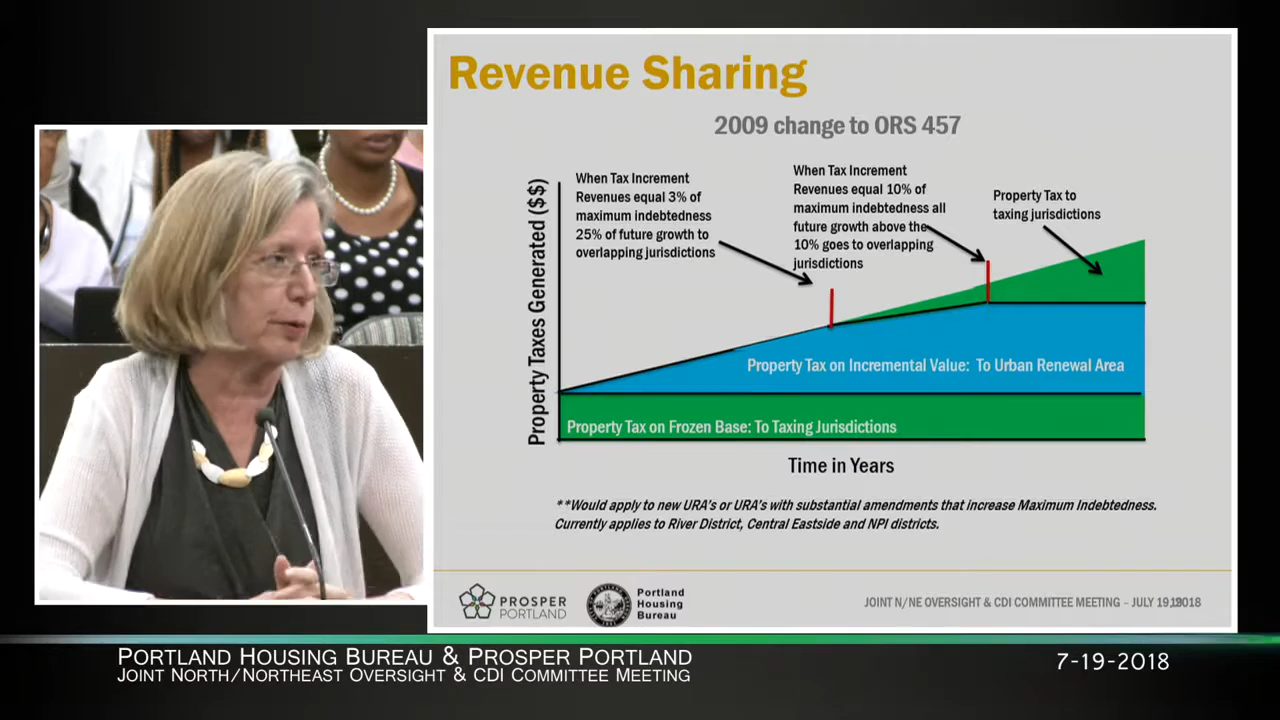 Revenue Sharing
2009 change to ORS 457
When Tax Increment
Revenues equal 3% of
maximum indebtedness
25% of future growth to
overlapping jurisdictions
When Tax Increment
Revenues equal 10% of
maximum indebtedness all
future growth above the
10% goes to overlapping
jurisdictions
Property Tax to
taxing jurisdictions
Property Taxes Generated ($$)
Property Tax on Incremental Value: To Urban Renewal Area
Property Tax on Frozen Base: To Taxing Jurisdictions
Time in Years
**Would apply to new URA's or URA's with substantial amendments that increase Maximum Indebtedness.
Currently applies to River District, Central Eastside and NPI districts.
PROSPER
PORTLAND
Portland
Housing
Bureau
JOINT N/NE OVERSIGHT & CDI COMMITTEE MEETING – JULY 19, 2018
PORTLAND HOUSING BUREAU & PROSPER PORTLAND
JOINT NORTH/NORTHEAST OVERSIGHT & CDI COMMITTEE MEETING
7-19-2018